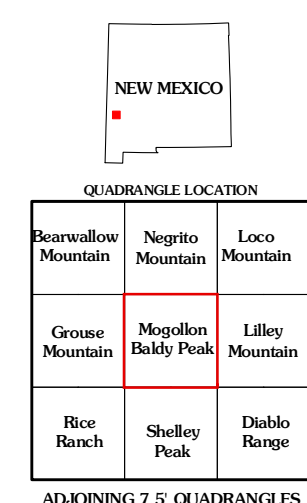 NEW MEXICO
QUADRANGLE LOCATION
Bearwallow
Mountain
Negrito
Mountain
Loco
Mountain
Grouse
Mountain
Mogollon
Baldy Peak
Lilley
Mountain
Rice
Ranch
Shelley
Peak
Diablo
Range
ADJOINING 7.5' QUADRANGLES